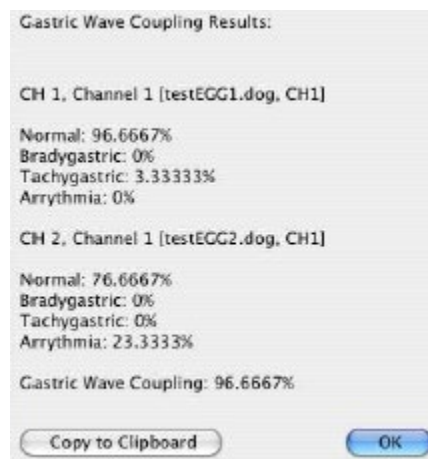 Gastric Wave Coupling Results:
CH 1, Channel 1 [testEGG1.dog, CH1]
Normal: 96.6667%
Bradygastric: 0%
Tachygastric: 3.33333%
Arrythmia: 0%
CH 2, Channel 1 [testEGG2.dog, CH1]
Normal: 76.6667%
Bradygastric: 0%
Tachygastric: 0%
Arrythmia: 23.3333%
Gastric Wave Coupling: 96.6667%
Copy to Clipboard OK